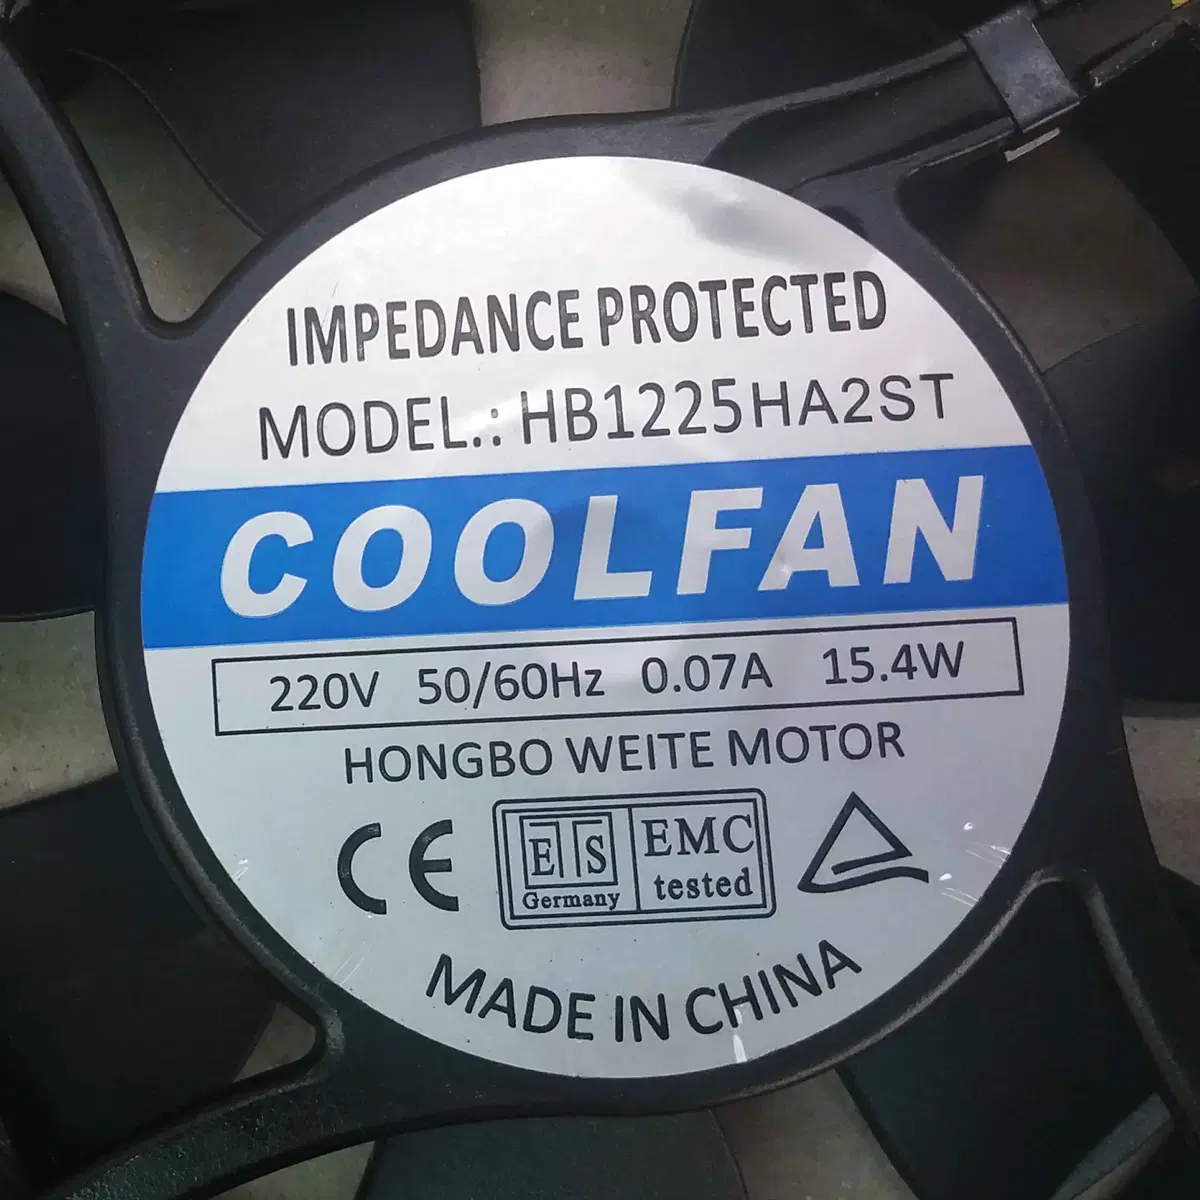 IMPEDANCE PROTECTED
MODEL.: HB1225HA2ST
COOLFAN
220V 50/60Hz 0.07A 15.4W
HONGBO WEITE MOTOR
CE ETS Germany EMC tested
MADE IN CHINA